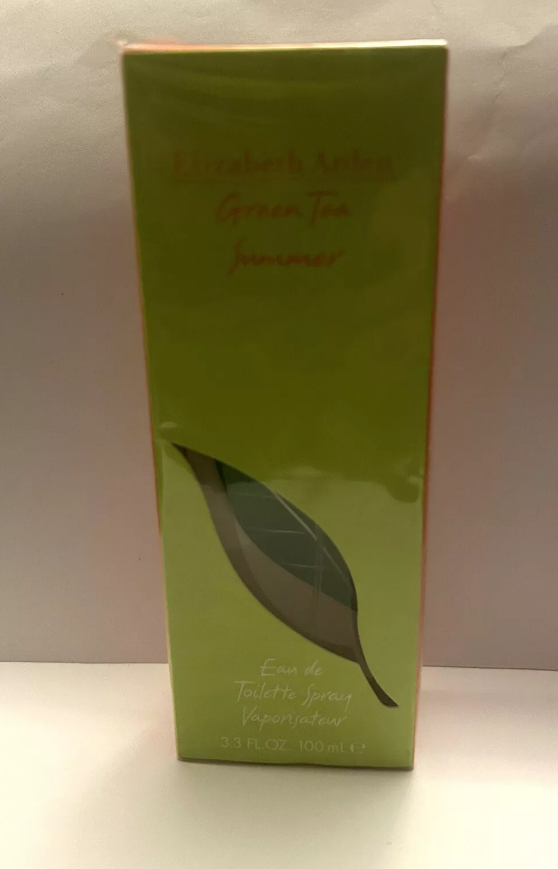 Elizabeth Arden
Green Tea
Summer
Eau de
Toilette Spray
Vaporisateur
3.3 FL.OZ. 100 ml ℮